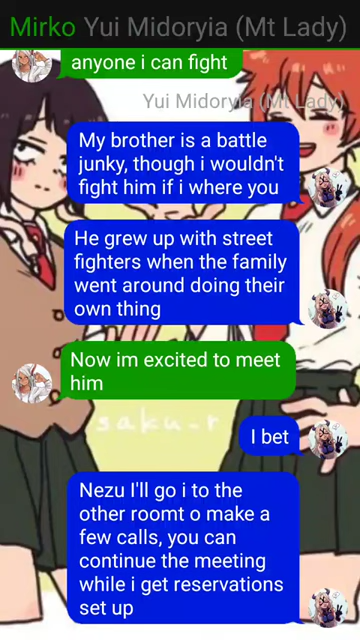 Mirko Yui Midoryia (Mt Lady)
anyone i can fight
Yui Midoryia (Mt Lady)
My brother is a battle
junky, though i wouldn't
fight him if i where you
He grew up with street
fighters when the family
went around doing their
own thing
Now im excited to meet
him
saku_r
I bet
Nezu I'll go i to the
other roomt o make a
few calls, you can
continue the meeting
while i get reservations
set up